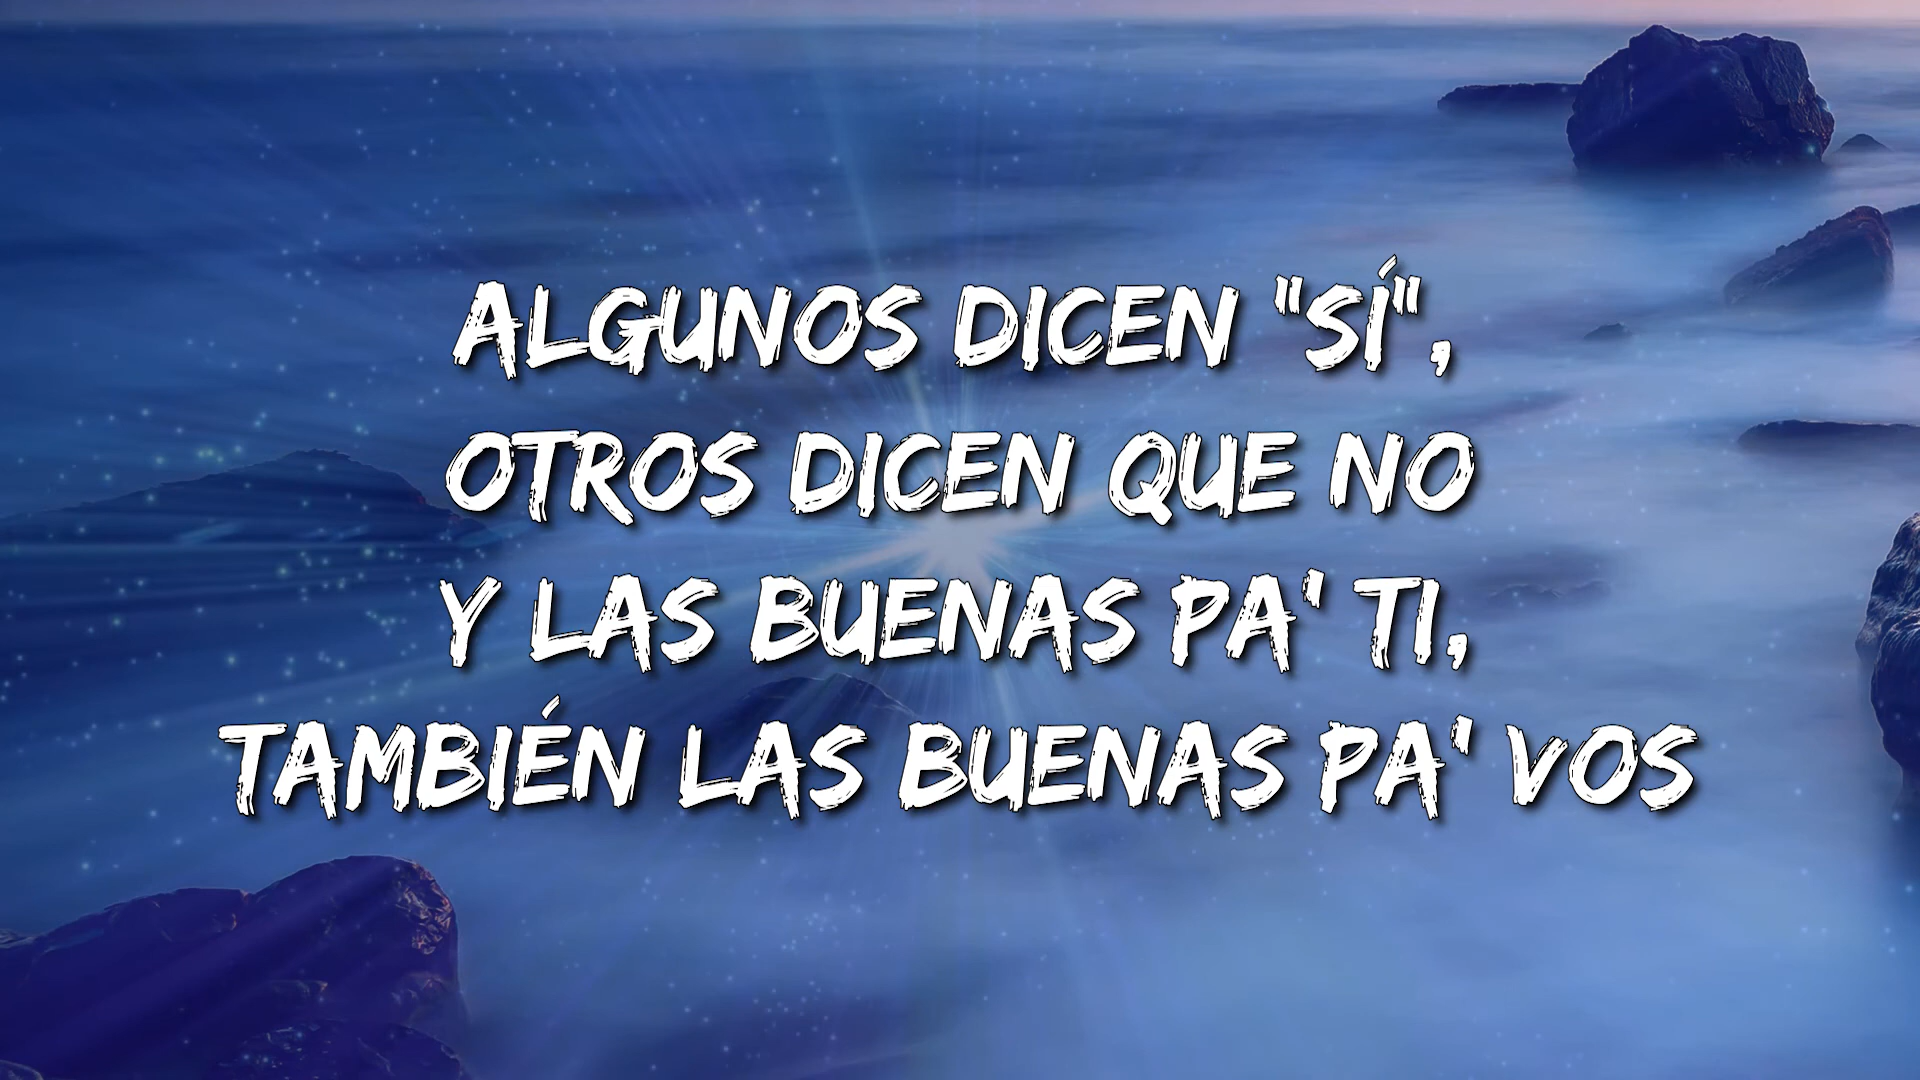 ALGUNOS DICEN "SÍ",
OTROS DICEN QUE NO
Y LAS BUENAS PA' TI,
TAMBIÉN LAS BUENAS PA' VOS